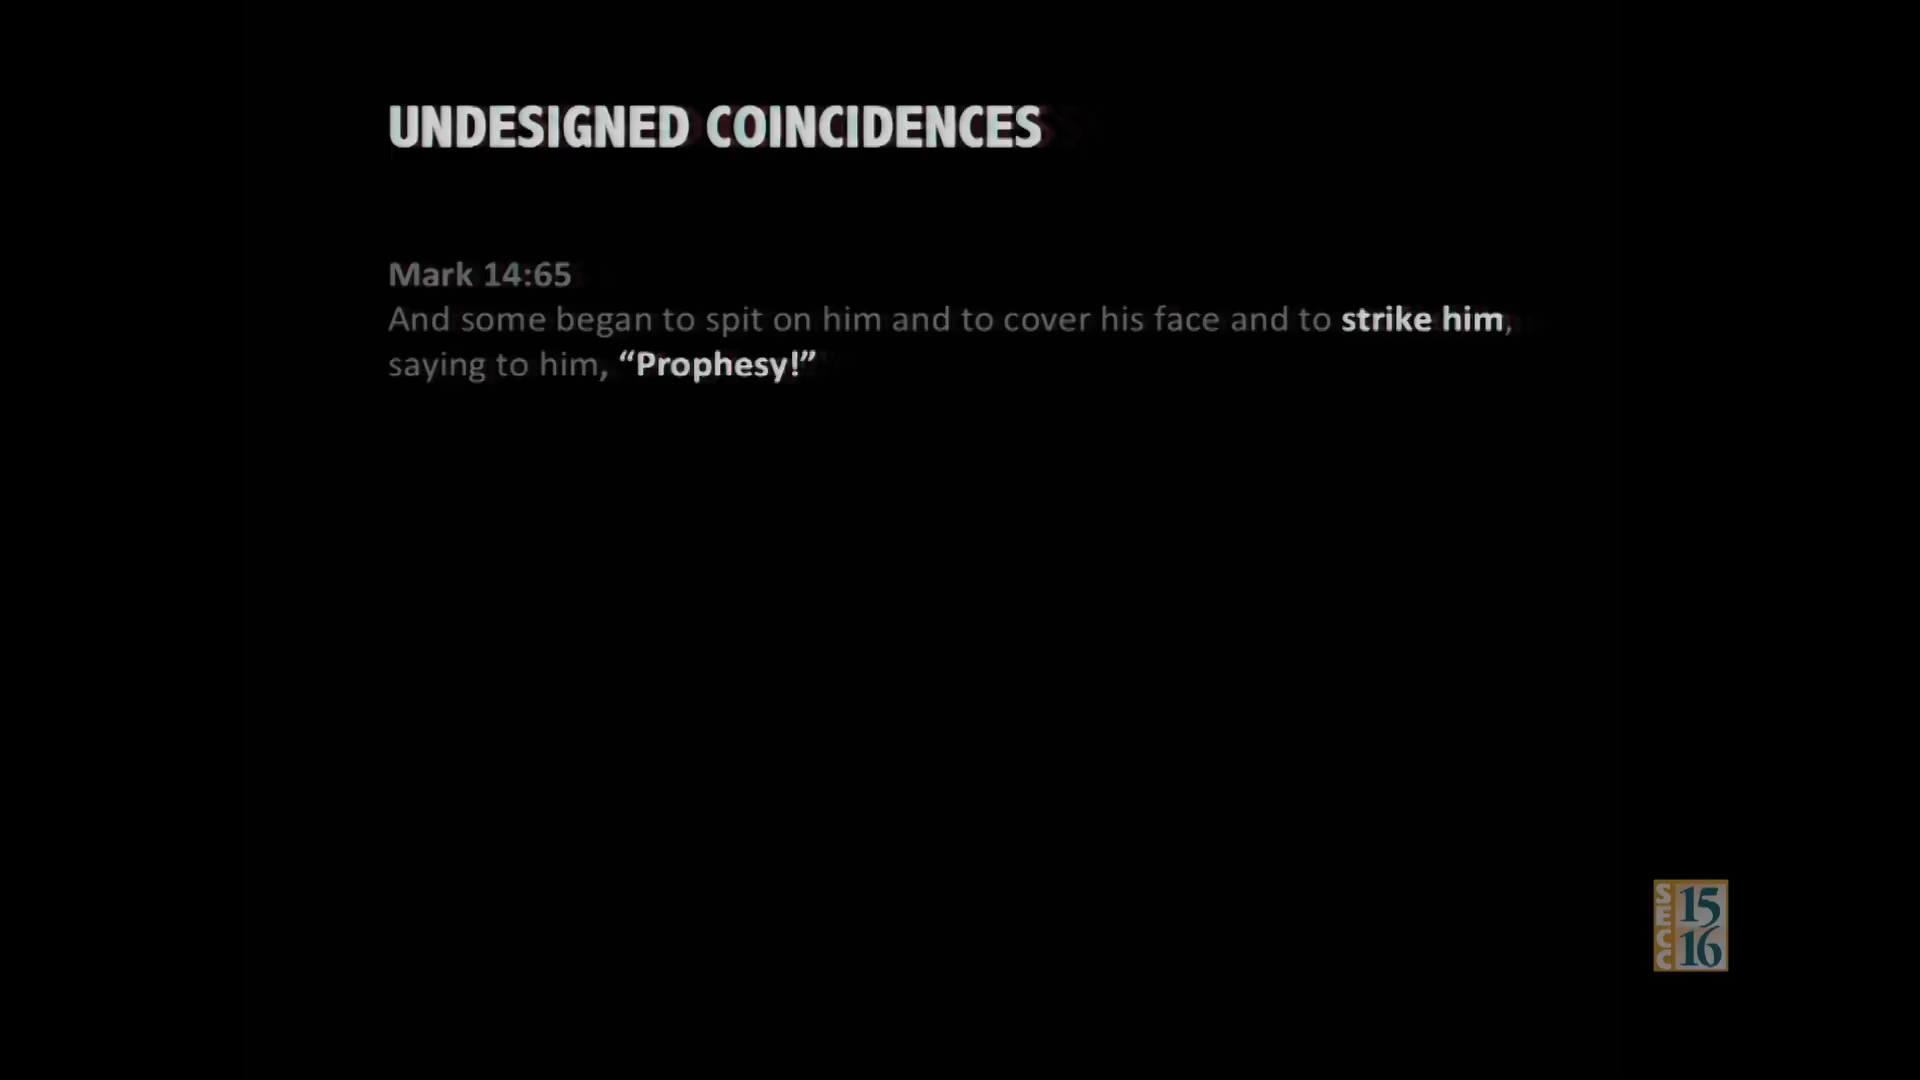 UNDESIGNED COINCIDENCES
Mark 14:65
And some began to spit on him and to cover his face and to strike him,
saying to him, “Prophesy!”
SECC
15
16